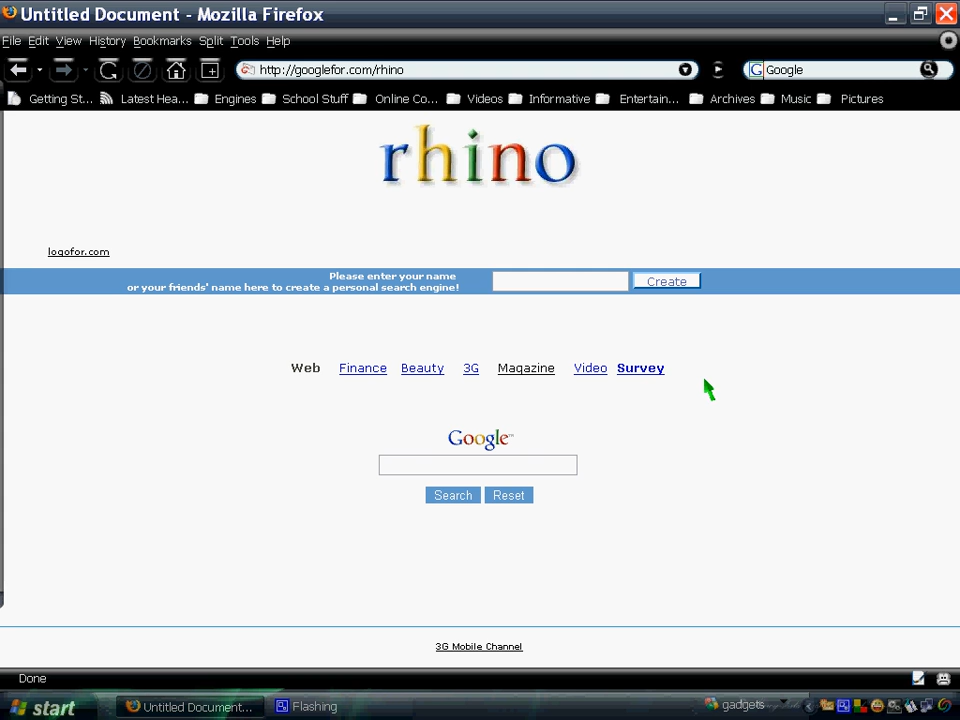 Untitled Document - Mozilla Firefox
File Edit View History Bookmarks Split Tools Help
http://googlefor.com/rhino
G Google
Getting St... Latest Hea... Engines School Stuff Online Co... Videos Informative Entertain... Archives Music Pictures
rhino
logofor.com
Please enter your name
or your friends' name here to create a personal search engine!
Create
Web Finance Beauty 3G Magazine Video Survey
Google™
Search Reset
3G Mobile Channel
Done
start Untitled Document... Flashing gadgets